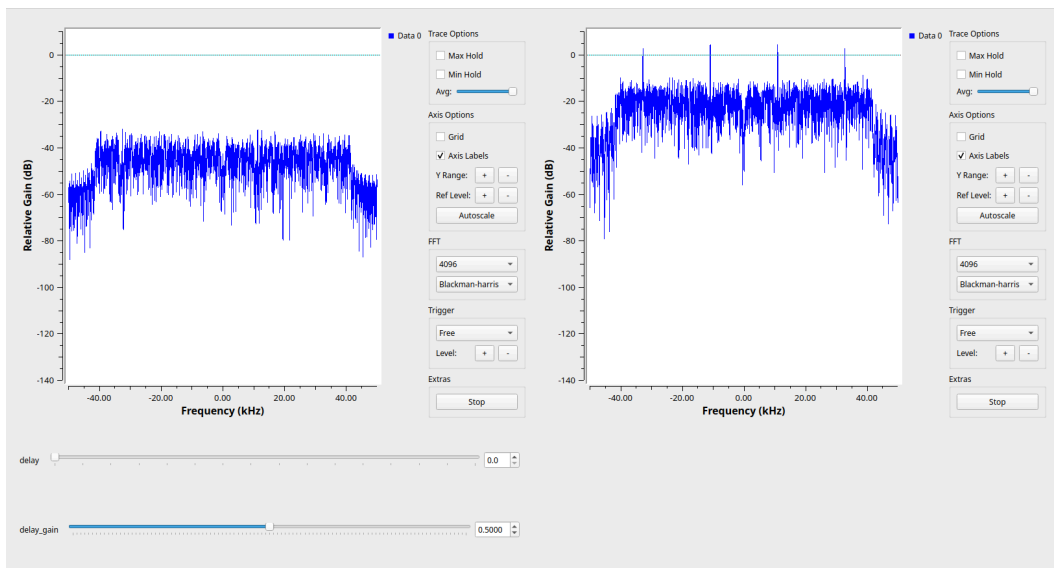 Data 0
Trace Options
Max Hold
Min Hold
Avg:
Axis Options
Grid
Axis Labels
Y Range: + -
Ref Level: + -
Autoscale
FFT
4096
Blackman-harris
Trigger
Free
Level: + -
Extras
Stop
Relative Gain (dB)
0
-20
-40
-60
-80
-100
-120
-140
-40.00 -20.00 0.00 20.00 40.00
Frequency (kHz)
Data 0
Trace Options
Max Hold
Min Hold
Avg:
Axis Options
Grid
Axis Labels
Y Range: + -
Ref Level: + -
Autoscale
FFT
4096
Blackman-harris
Trigger
Free
Level: + -
Extras
Stop
Relative Gain (dB)
0
-20
-40
-60
-80
-100
-120
-140
-40.00 -20.00 0.00 20.00 40.00
Frequency (kHz)
delay 0.0
delay_gain 0.5000